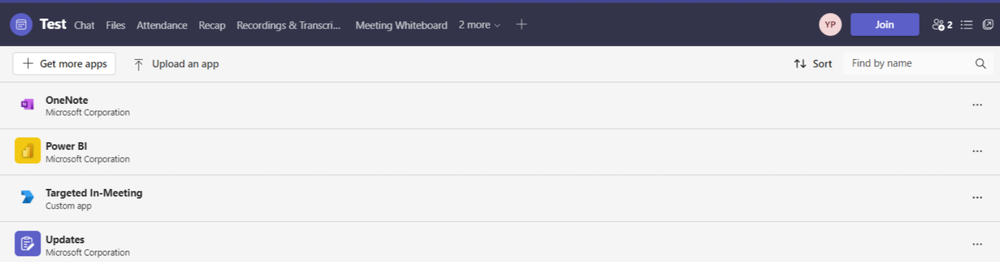 Test Chat Files Attendance Recap Recordings & Transcri... Meeting Whiteboard 2 more YP Join 2
Get more apps Upload an app Sort Find by name
OneNote
Microsoft Corporation
Power BI
Microsoft Corporation
Targeted In-Meeting
Custom app
Updates
Microsoft Corporation